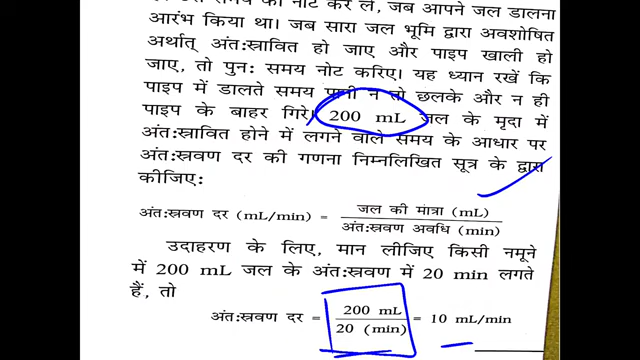 आरंभ किया था। जब सारा जल भूमि द्वारा अवशोषित
अर्थात् अंत:स्रावित हो जाए और पाइप खाली हो
जाए, तो पुन: समय नोट करिए। यह ध्यान रखें कि
पाइप में डालते समय पानी न तो छलके और न ही
पाइप के बाहर गिरे। 200 mL जल के मृदा में
अंत:स्रावित होने में लगने वाले समय के आधार पर
अंत:स्रवण दर की गणना निम्नलिखित सूत्र के द्वारा
कीजिए:
अंत:स्रवण दर (mL/min) = जल की मात्रा (mL)
अंत:स्रवण अवधि (min)
उदाहरण के लिए, मान लीजिए किसी नमूने
में 200 mL जल के अंत:स्रवण में 20 min लगते
हैं, तो
अंत:स्रवण दर = 200 mL
20 (min) = 10 mL/min